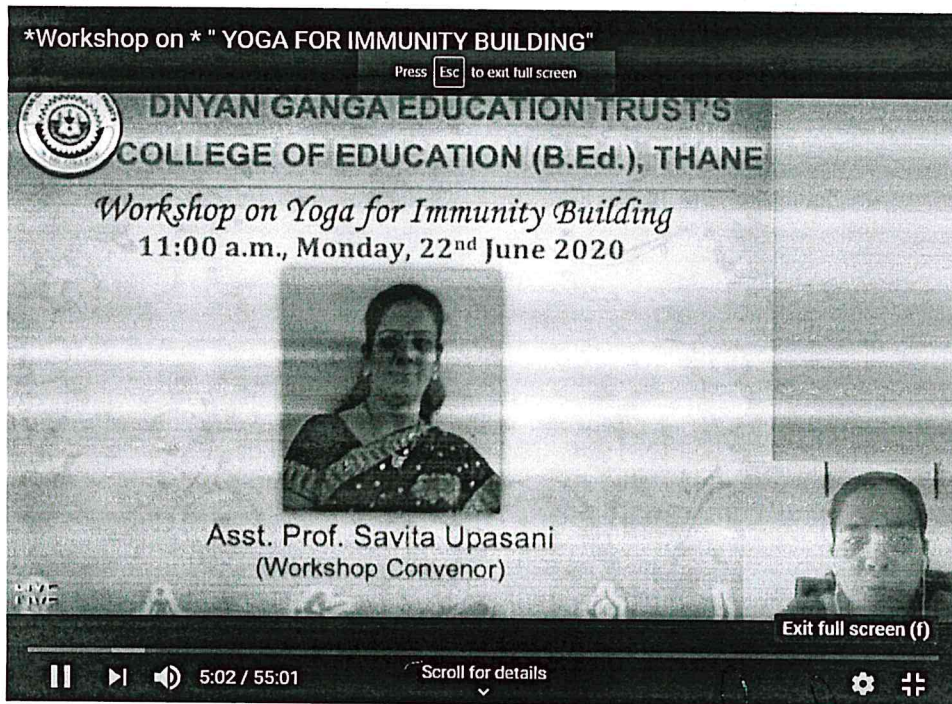 *Workshop on * " YOGA FOR IMMUNITY BUILDING"
Press Esc to exit full screen
DNYAN GANGA EDUCATION TRUST'S
COLLEGE OF EDUCATION (B.Ed.), THANE
Workshop on Yoga for Immunity Building
11:00 a.m., Monday, 22nd June 2020
Asst. Prof. Savita Upasani
(Workshop Convenor)
Exit full screen (f)
5:02 / 55:01
Scroll for details